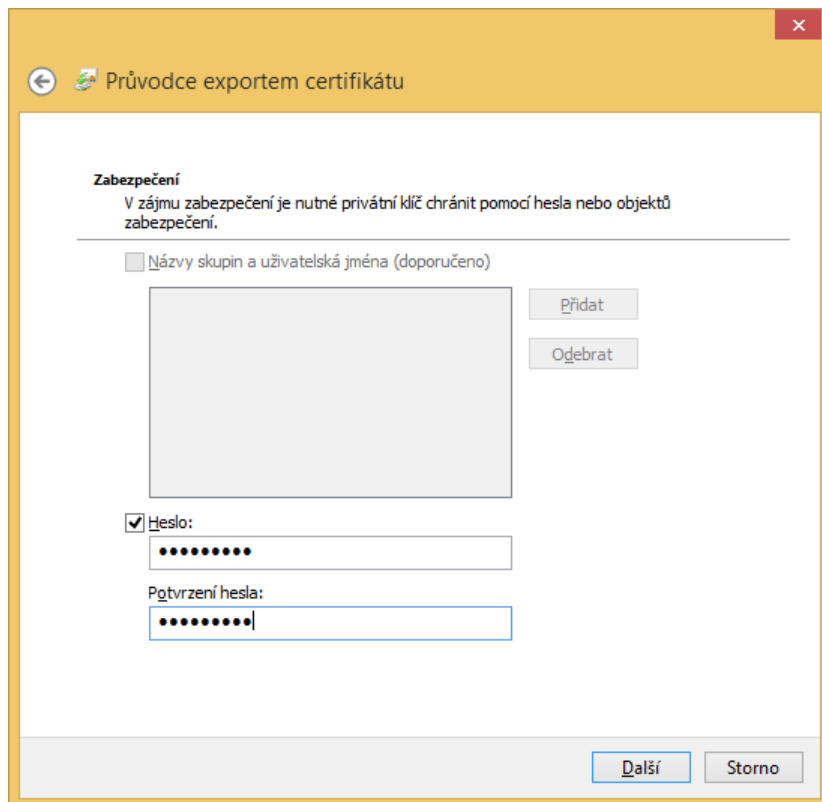 Průvodce exportem certifikátu
Zabezpečení
V zájmu zabezpečení je nutné privátní klíč chránit pomocí hesla nebo objektů
zabezpečení.
Názvy skupin a uživatelská jména (doporučeno)
Přidat
Odebrat
Heslo:
•••••••••
Potvrzení hesla:
•••••••••
Další
Storno